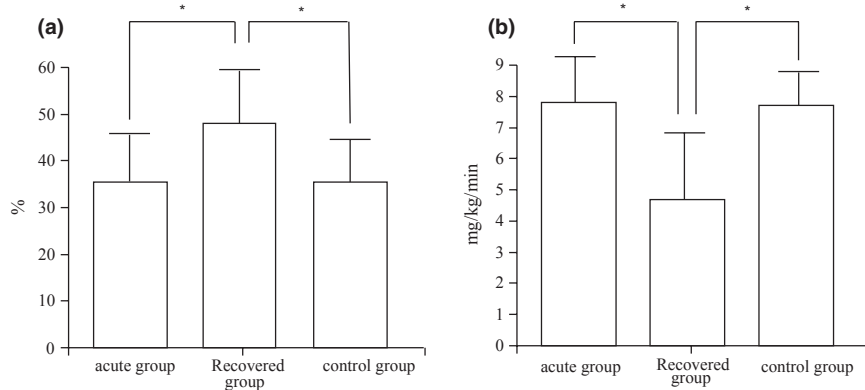 (a)
*
*
60
50
40
30
20
10
0
%
acute group
Recovered
group
control group
(b)
*
*
9
8
7
6
5
4
3
2
1
0
mg/kg/min
acute group
Recovered
group
control group